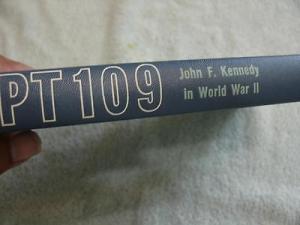 PT 109
John F. Kennedy
in World War II